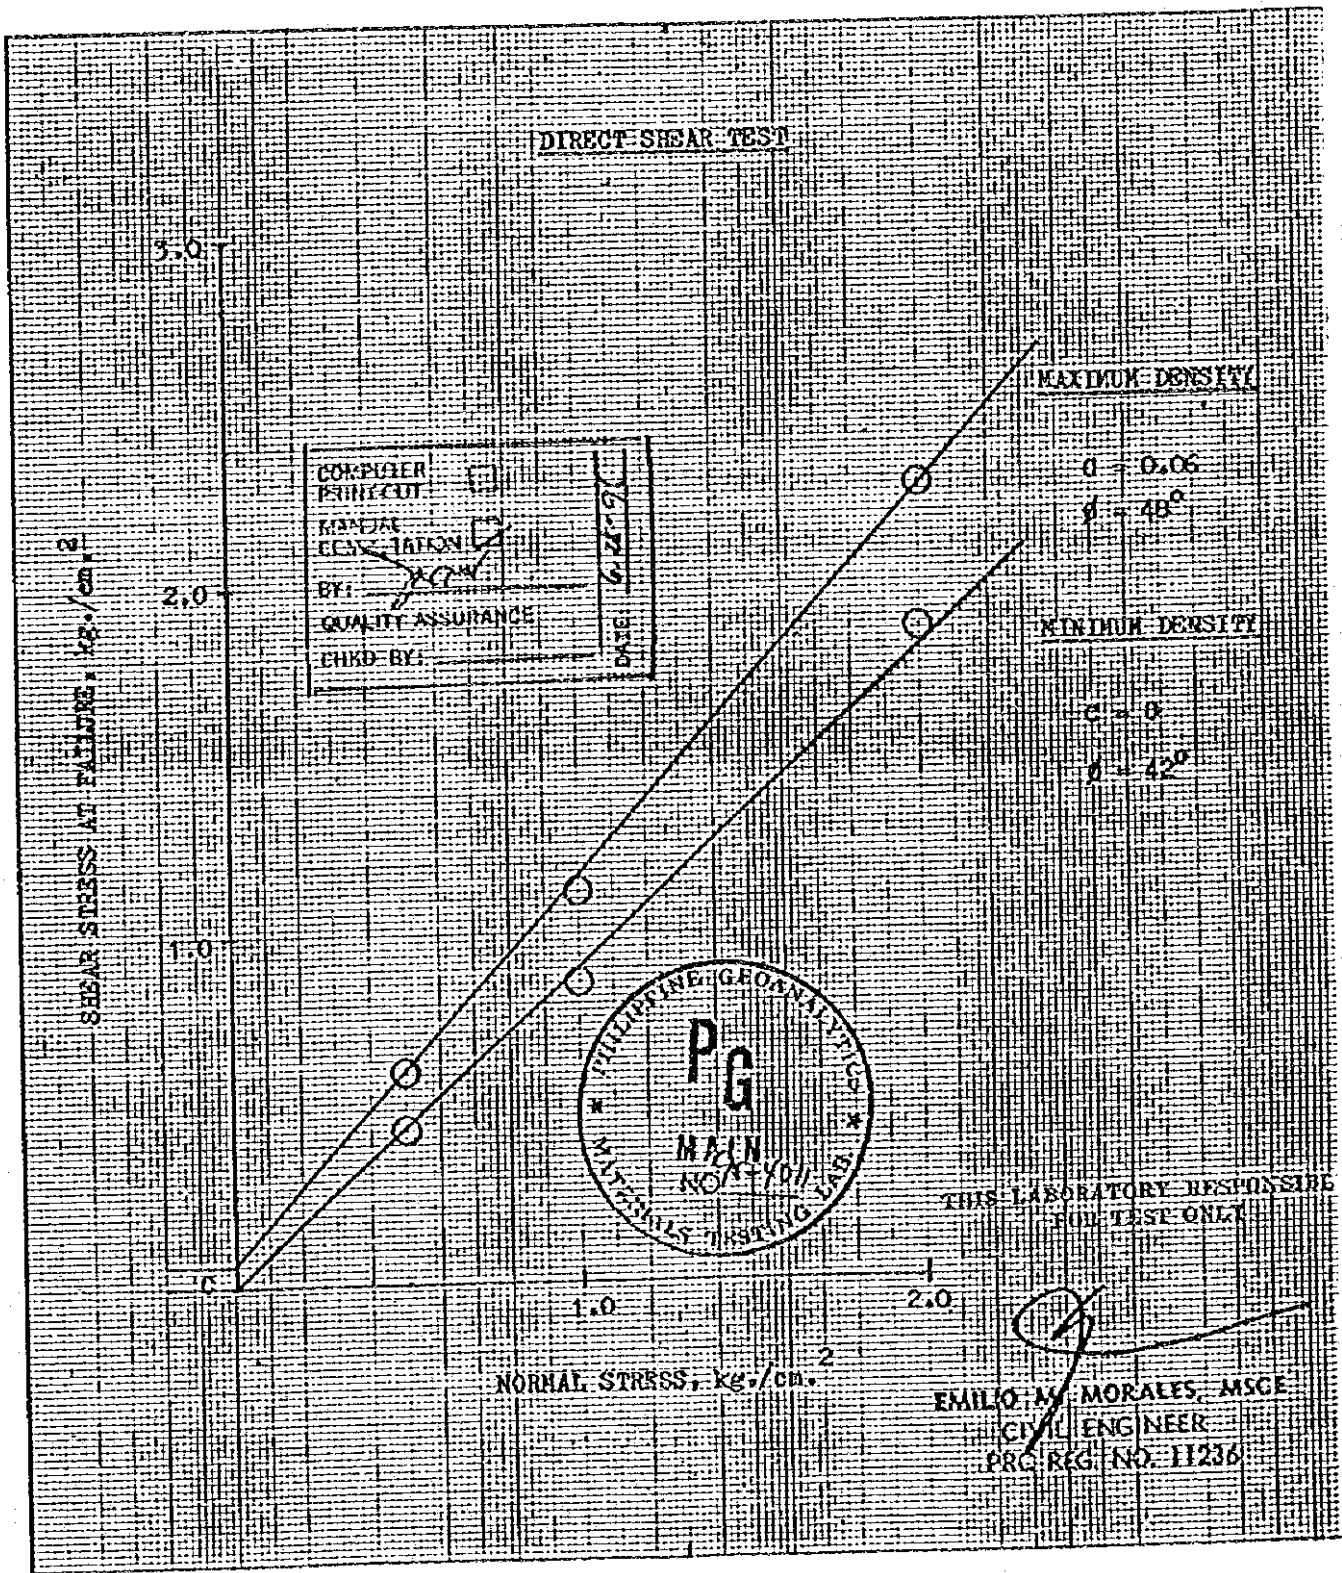 DIRECT SHEAR TEST
3.0
2.0
1.0
SHEAR STRESS AT FAILURE, kg./cm.2
COMPUTER
PRINT-CUT
MANUAL
BY:
QUALITY ASSURANCE
CHKD BY:
DATE:
MAXIMUM DENSITY
C = 0.06
ø = 48°
MINIMUM DENSITY
C = 0
ø = 42°
PHILIPPINE GEOANALYTICS
PG
MAIN
MATERIALS TESTING LAB.
THIS LABORATORY RESPONSIBLE
FOR TEST ONLY
C
1.0
2.0
NORMAL STRESS, kg./cm.2
EMILIO M. MORALES, MSCE
CIVIL ENGINEER
PRC REG. NO. 11236